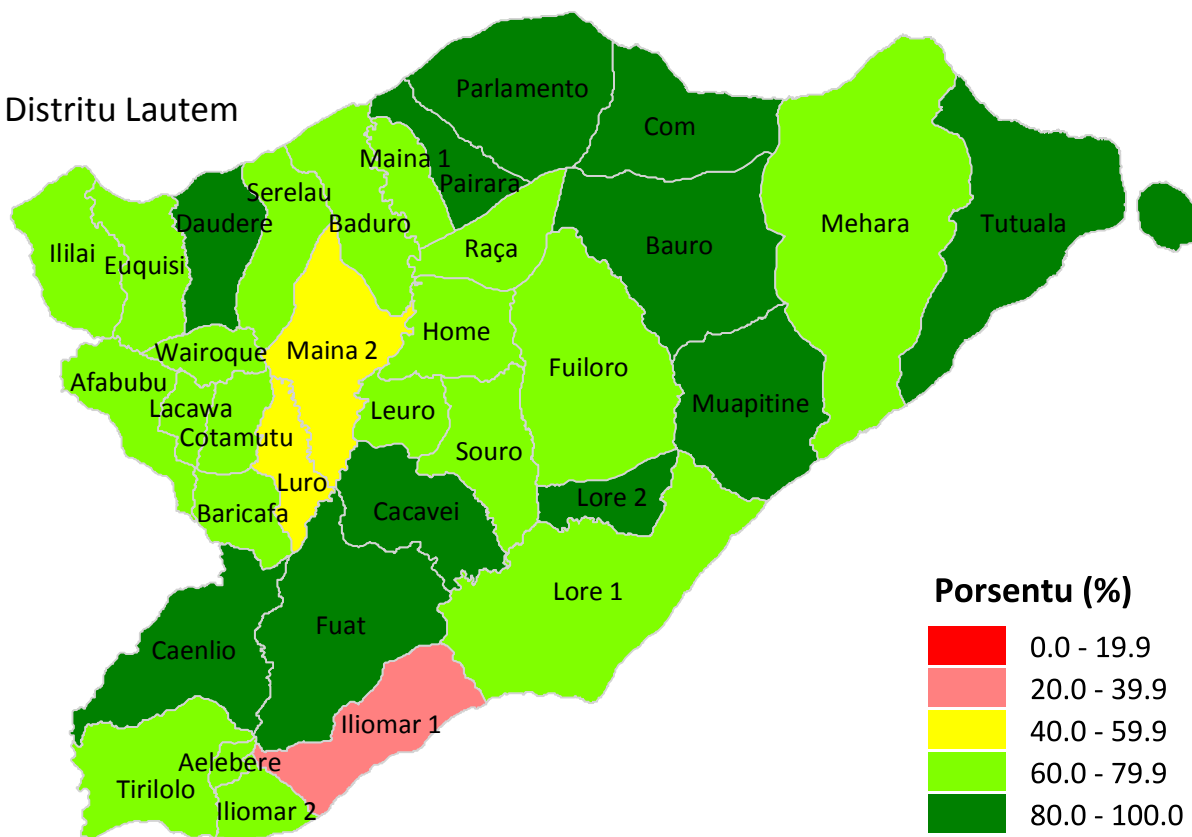 Distritu Lautem
Parlamento
Com
Maina 1
Pairara
Serelau
Daudere
Baduro
Mehara
Tutuala
Ililai
Euquisi
Raça
Bauro
Wairoque
Maina 2
Home
Fuiloro
Afabubu
Lacawa
Cotamutu
Leuro
Muapitine
Souro
Luro
Baricafa
Cacavei
Lore 2
Lore 1
Fuat
Caenlio
Iliomar 1
Aelebere
Tirilolo
Iliomar 2
Porsentu (%)
0.0 - 19.9
20.0 - 39.9
40.0 - 59.9
60.0 - 79.9
80.0 - 100.0